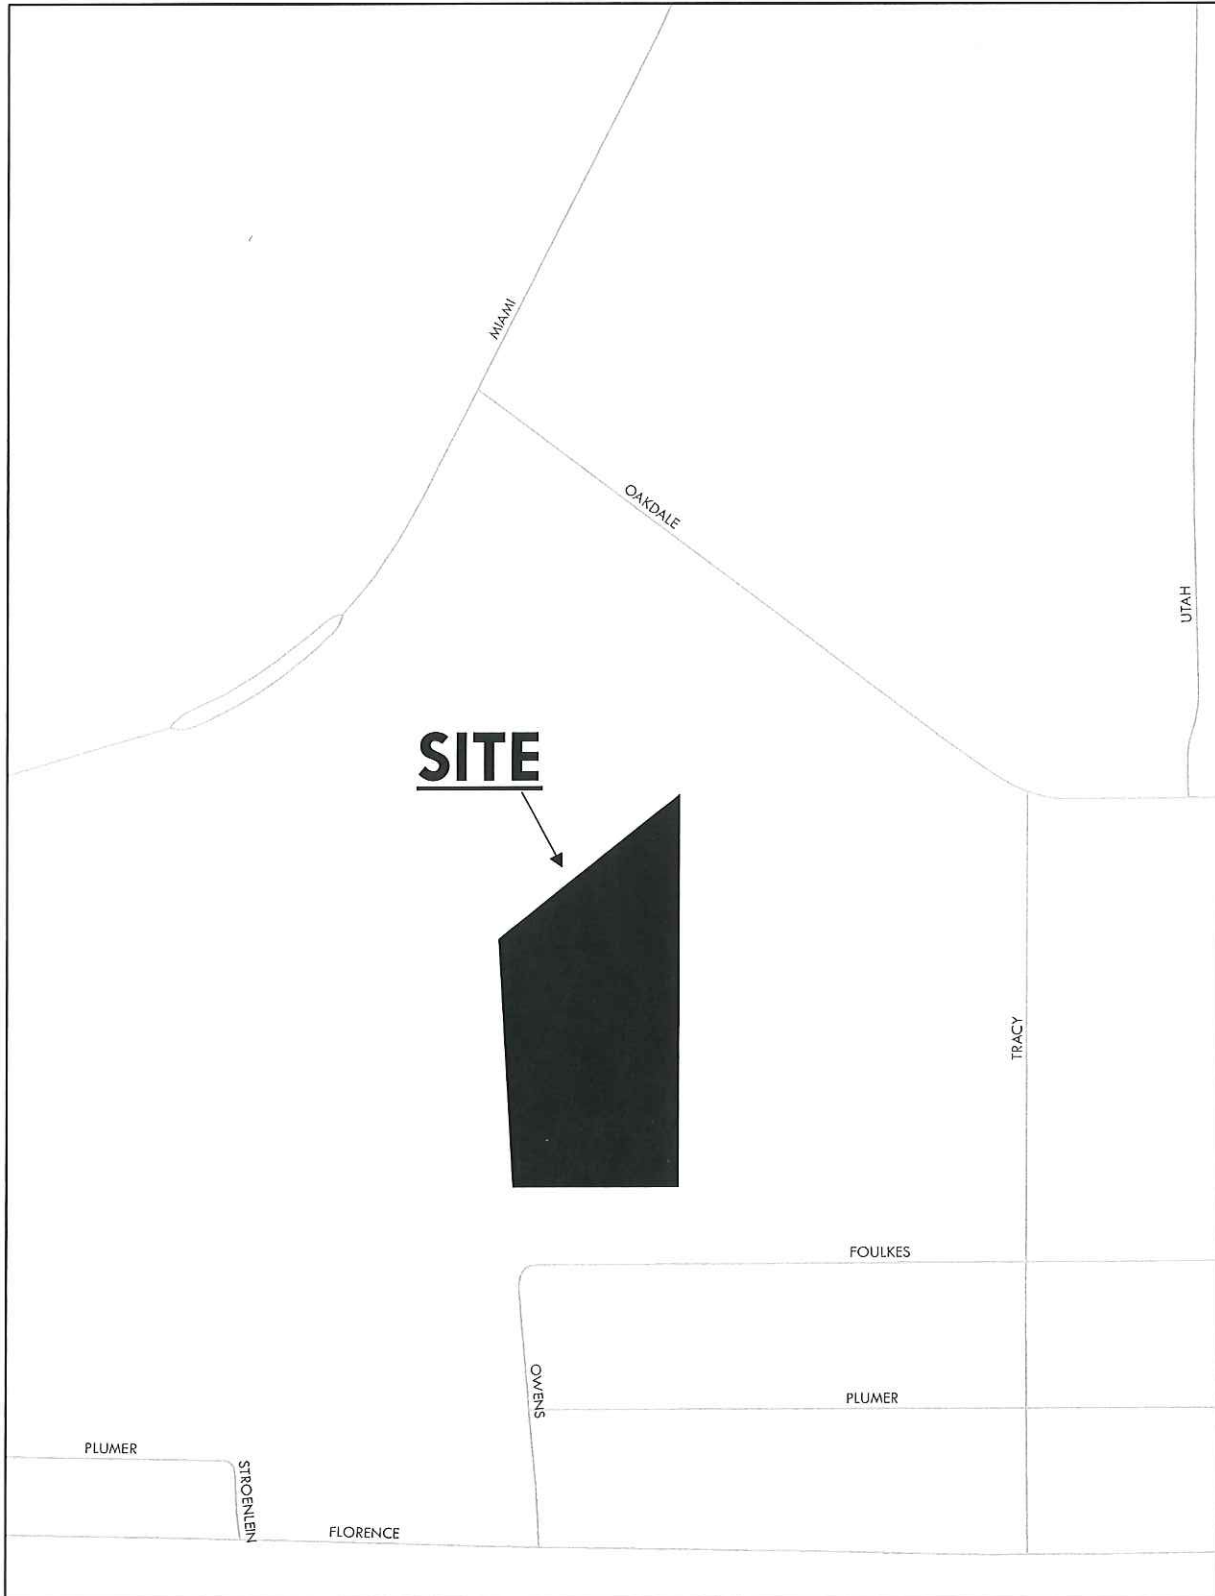 MIAMI
OAKDALE
UTAH
SITE
TRACY
FOULKES
OWENS
PLUMER
PLUMER
STROENLEIN
FLORENCE